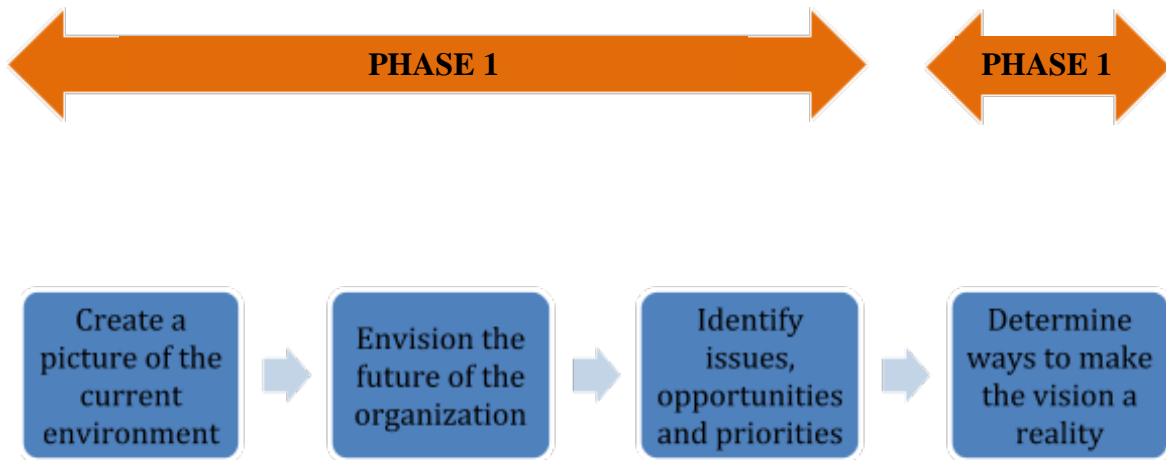 PHASE 1
PHASE 1
Create a
picture of the
current
environment
Envision the
future of the
organization
Identify
issues,
opportunities
and priorities
Determine
ways to make
the vision a
reality